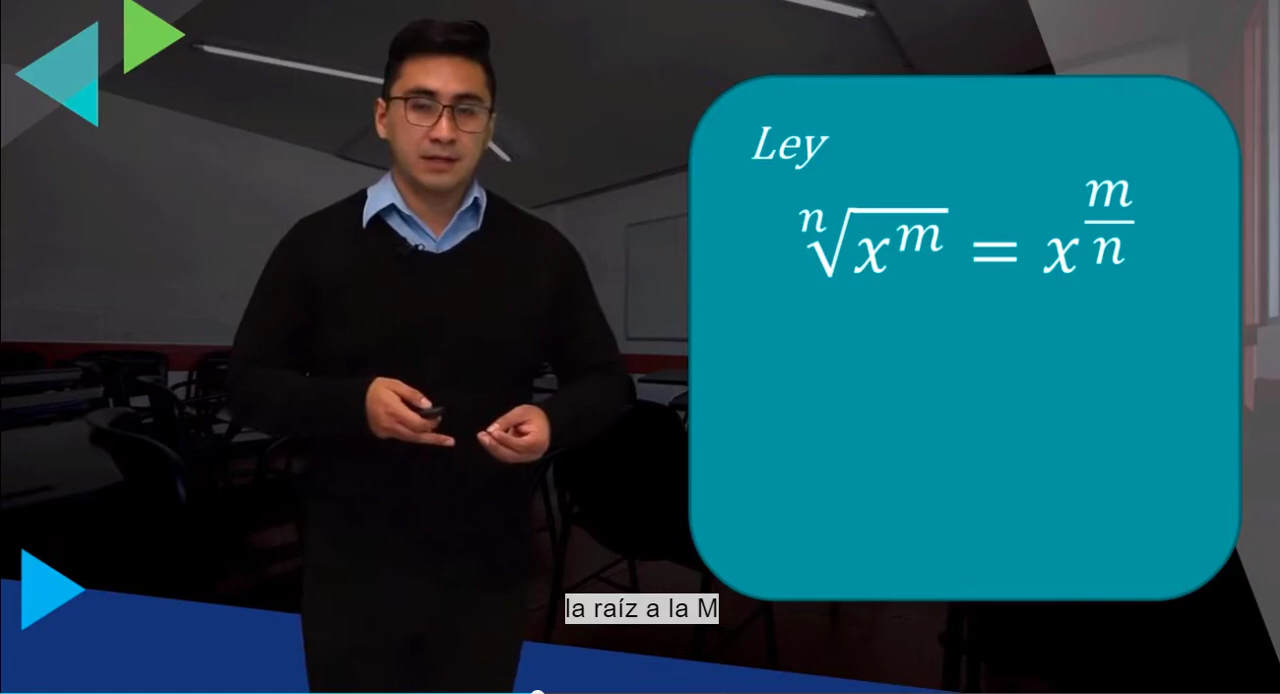 Ley
ⁿ√xᵐ = x^(m/n)
la raíz a la M